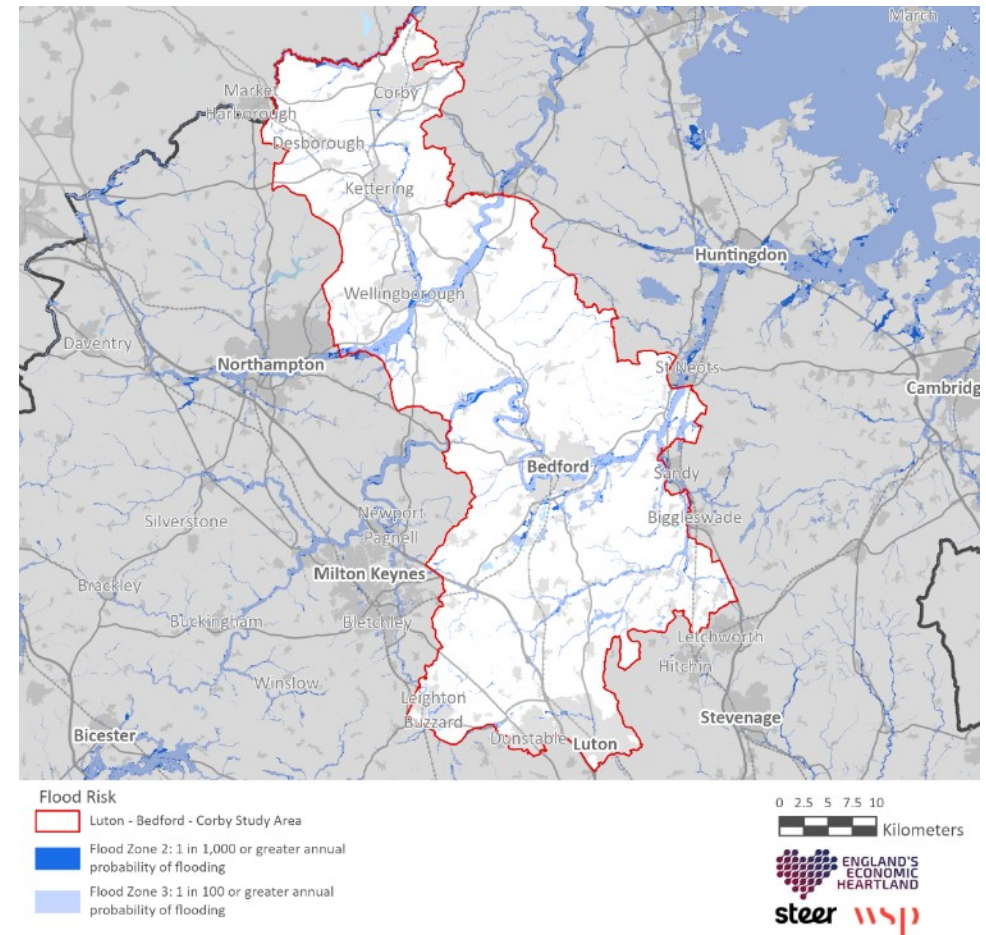 March
Market
Harborough
Corby
Desborough
Kettering
Huntingdon
Wellingborough
Daventry
Northampton
St Neots
Cambridg
Bedford
Sandy
Silverstone
Newport
Pagnell
Biggleswade
Milton Keynes
Brackley
Buckingham
Bletchley
Letchworth
Hitchin
Winslow
Leighton
Buzzard
Stevenage
Bicester
Dunstable
Luton
Flood Risk
Luton - Bedford - Corby Study Area
Flood Zone 2: 1 in 1,000 or greater annual
probability of flooding
Flood Zone 3: 1 in 100 or greater annual
probability of flooding
0 2.5 5 7.5 10
Kilometers
ENGLAND'S
ECONOMIC
HEARTLAND
steer wsp